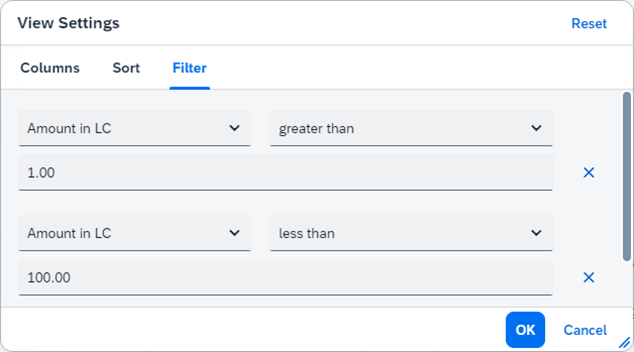 View Settings Reset
Columns Sort Filter
Amount in LC greater than
1.00
Amount in LC less than
100.00
OK Cancel